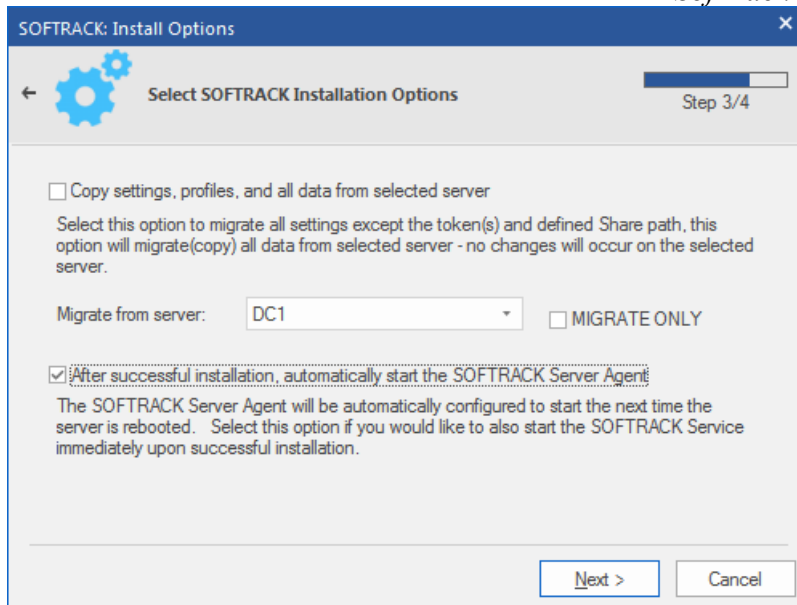 SOFTRACK: Install Options
Select SOFTRACK Installation Options
Step 3/4
Copy settings, profiles, and all data from selected server
Select this option to migrate all settings except the token(s) and defined Share path, this
option will migrate(copy) all data from selected server - no changes will occur on the selected
server.
Migrate from server:
DC1
MIGRATE ONLY
After successful installation, automatically start the SOFTRACK Server Agent
The SOFTRACK Server Agent will be automatically configured to start the next time the
server is rebooted. Select this option if you would like to also start the SOFTRACK Service
immediately upon successful installation.
Next >
Cancel